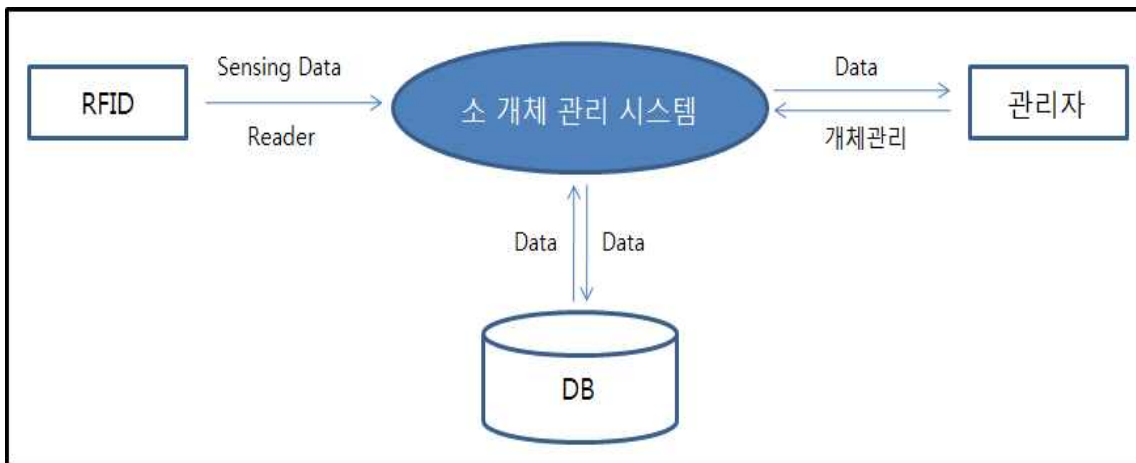 Sensing Data
RFID
Reader
소 개체 관리 시스템
Data
관리자
개체관리
Data
Data
DB